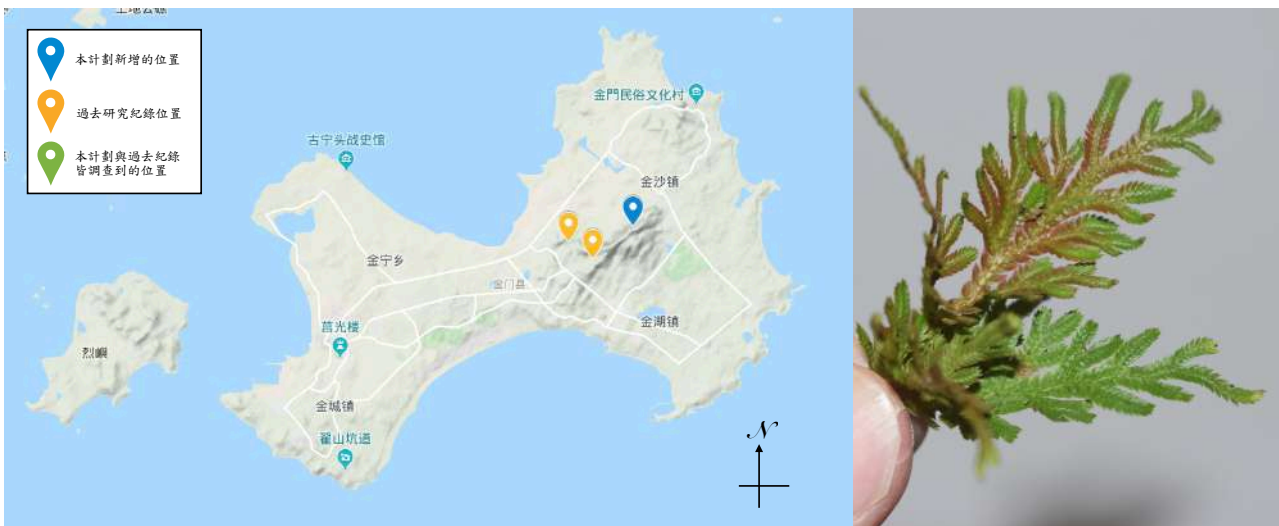 本計劃新增的位置
過去研究紀錄位置
本計劃與過去紀錄
皆調查到的位置
金門民俗文化村
古宁头战史馆
金沙镇
金宁乡
金门县
莒光楼
金湖镇
烈嶼
金城镇
翟山坑道
N